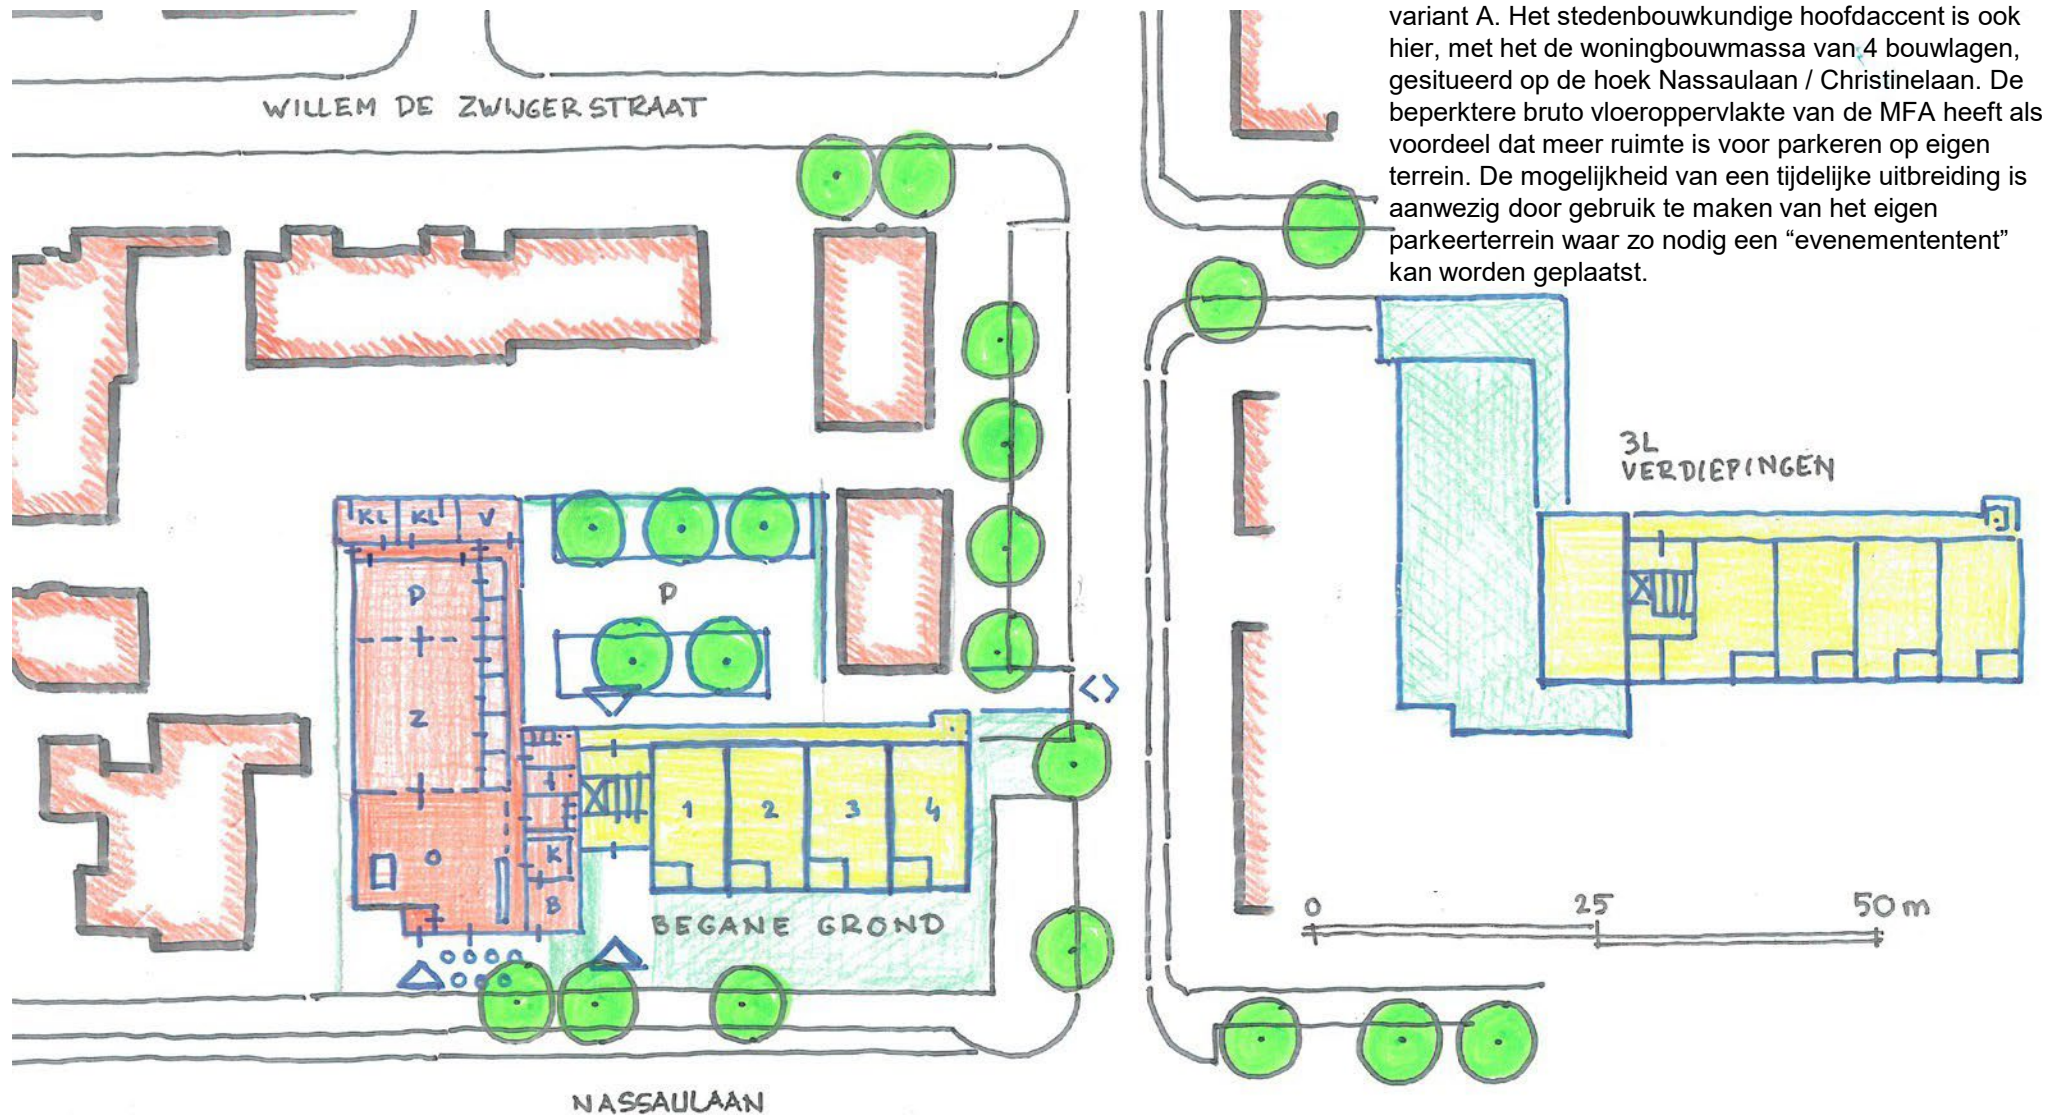 variant A. Het stedenbouwkundige hoofdaccent is ook
hier, met het de woningbouwmassa van 4 bouwlagen,
gesitueerd op de hoek Nassaulaan / Christinelaan. De
beperktere bruto vloeroppervlakte van de MFA heeft als
voordeel dat meer ruimte is voor parkeren op eigen
terrein. De mogelijkheid van een tijdelijke uitbreiding is
aanwezig door gebruik te maken van het eigen
parkeerterrein waar zo nodig een “evenemententent”
kan worden geplaatst.
WILLEM DE ZWIJGERSTRAAT
3L
VERDIEPINGEN
KL KL V
P
P
Z
1 2 3 4
O
K
B
BEGANE GROND
0 25 50m
NASSAULAAN